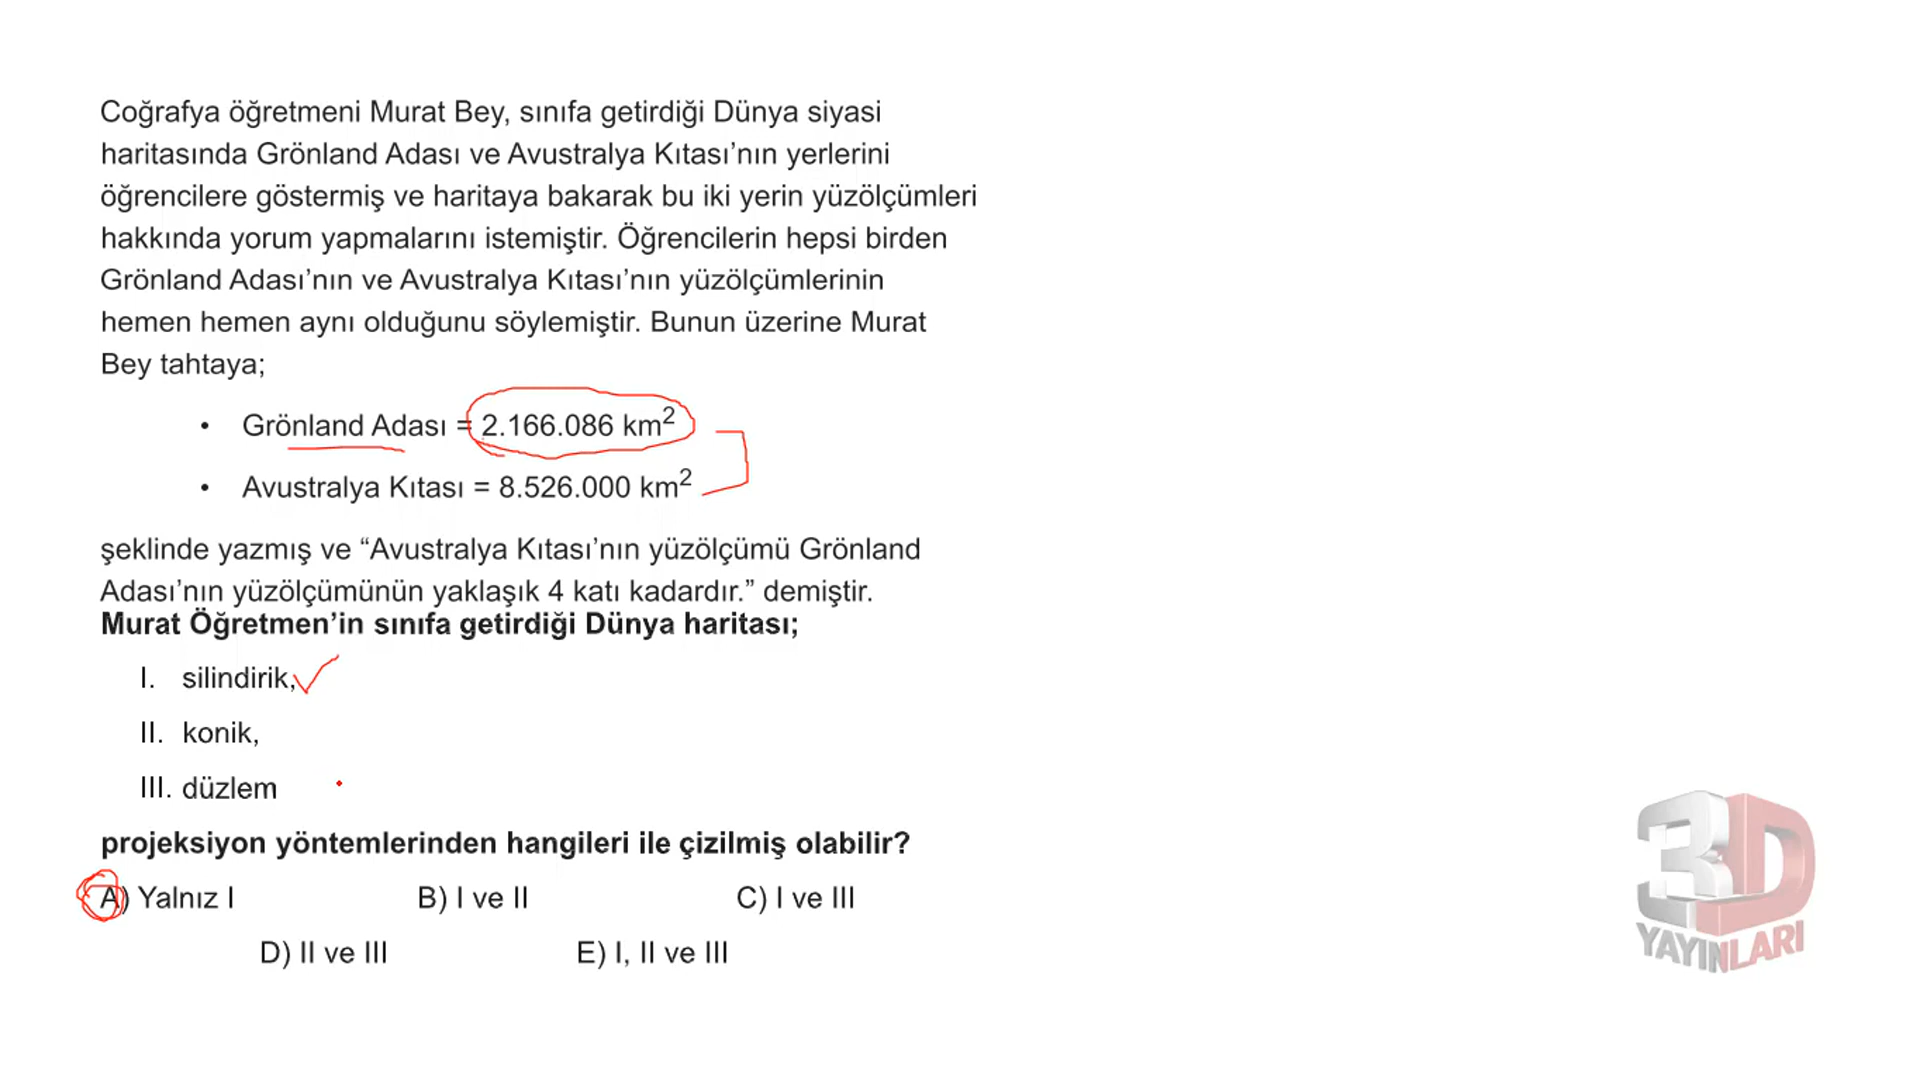 Coğrafya öğretmeni Murat Bey, sınıfa getirdiği Dünya siyasi
haritasında Grönland Adası ve Avustralya Kıtası’nın yerlerini
öğrencilere göstermiş ve haritaya bakarak bu iki yerin yüzölçümleri
hakkında yorum yapmalarını istemiştir. Öğrencilerin hepsi birden
Grönland Adası’nın ve Avustralya Kıtası’nın yüzölçümlerinin
hemen hemen aynı olduğunu söylemiştir. Bunun üzerine Murat
Bey tahtaya;
• Grönland Adası = 2.166.086 km²
• Avustralya Kıtası = 8.526.000 km²
şeklinde yazmış ve “Avustralya Kıtası’nın yüzölçümü Grönland
Adası’nın yüzölçümünün yaklaşık 4 katı kadardır.” demiştir.
Murat Öğretmen’in sınıfa getirdiği Dünya haritası;
I. silindirik,
II. konik,
III. düzlem
projeksiyon yöntemlerinden hangileri ile çizilmiş olabilir?
A) Yalnız I B) I ve II C) I ve III
D) II ve III E) I, II ve III
3D
YAYINLARI